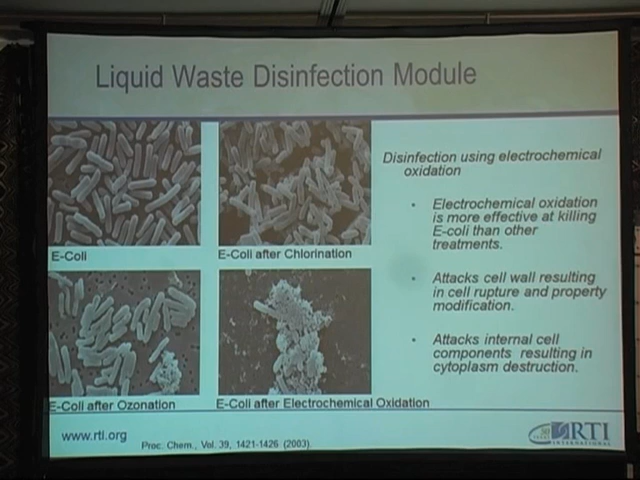 Liquid Waste Disinfection Module
E-Coli
E-Coli after Chlorination
E-Coli after Ozonation
E-Coli after Electrochemical Oxidation
Disinfection using electrochemical
oxidation
• Electrochemical oxidation
is more effective at killing
E-coli than other
treatments.
• Attacks cell wall resulting
in cell rupture and property
modification.
• Attacks internal cell
components resulting in
cytoplasm destruction.
www.rti.org
Proc. Chem., Vol. 39, 1421-1426 (2003).
RTI
INTERNATIONAL